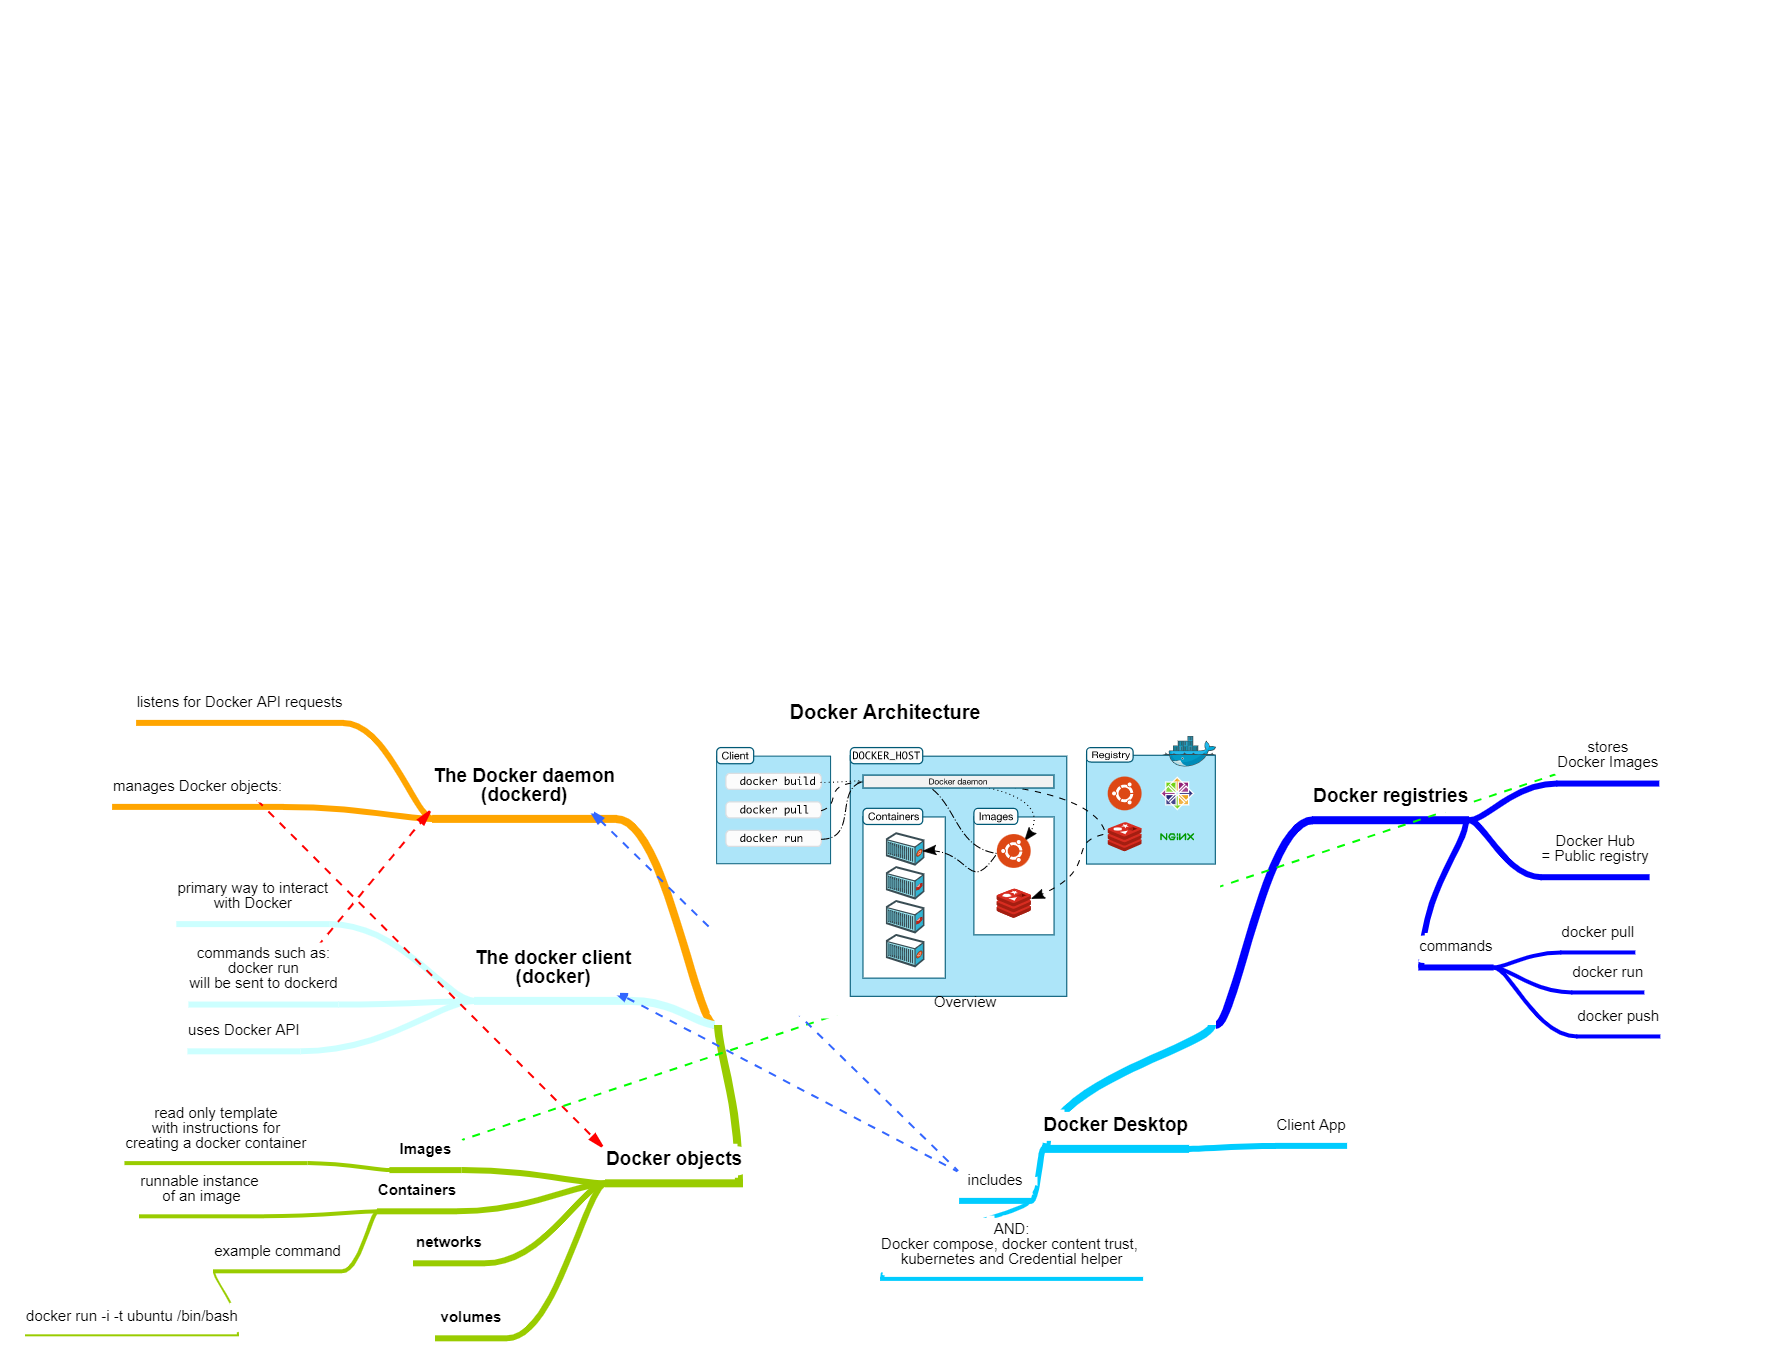 Docker Architecture
Client
docker build
docker pull
docker run
DOCKER_HOST
Docker daemon
Containers
Images
Registry
NGINX
Overview
The Docker daemon
(dockerd)
listens for Docker API requests
manages Docker objects:
The docker client
(docker)
primary way to interact
with Docker
commands such as:
docker run
will be sent to dockerd
uses Docker API
Docker objects
Images
read only template
with instructions for
creating a docker container
Containers
runnable instance
of an image
example command
docker run -i -t ubuntu /bin/bash
networks
volumes
Docker registries
stores
Docker Images
Docker Hub
= Public registry
commands
docker pull
docker run
docker push
Docker Desktop
Client App
includes
AND:
Docker compose, docker content trust,
kubernetes and Credential helper